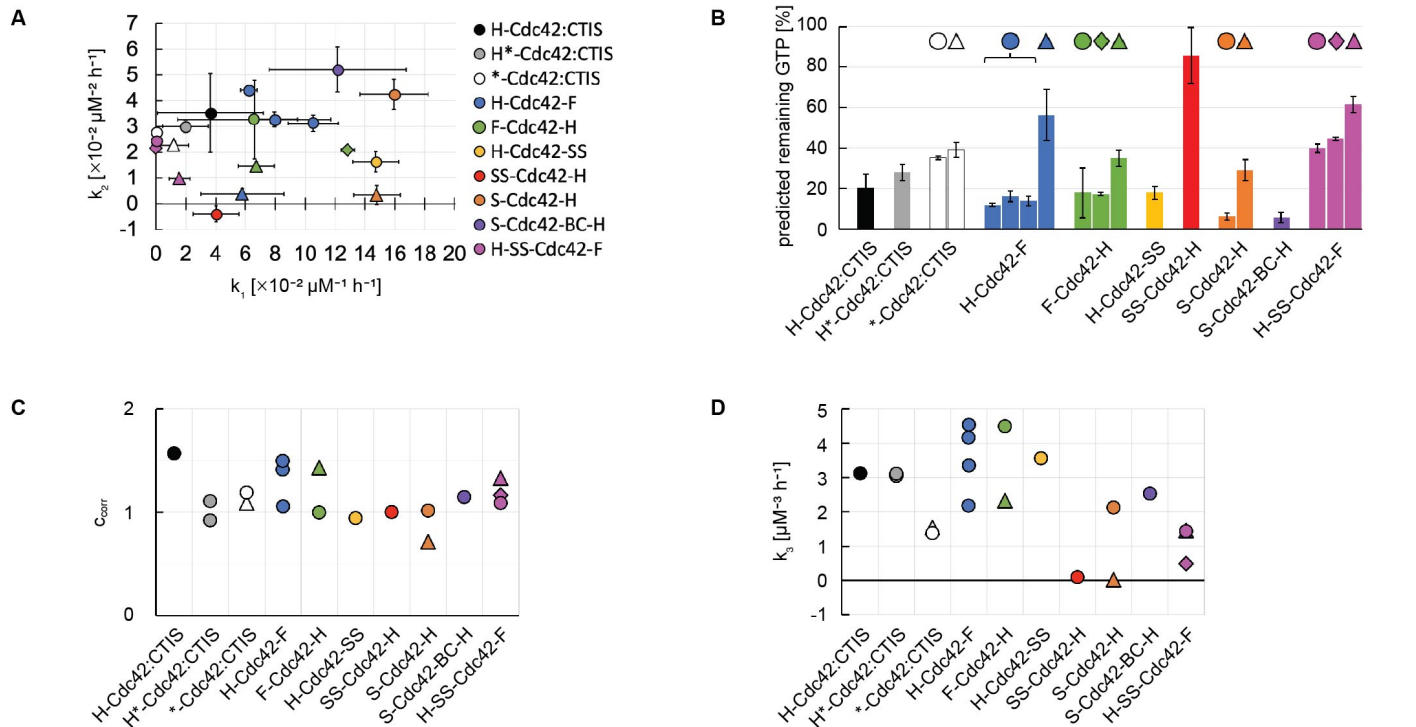 A
7
6
5
4
3
2
1
0
-1
0 2 4 6 8 10 12 14 16 18 20
k₂ [×10⁻² µM⁻² h⁻¹]
k₁ [×10⁻² µM⁻¹ h⁻¹]
H-Cdc42:CTIS
H*-Cdc42:CTIS
*-Cdc42:CTIS
H-Cdc42-F
F-Cdc42-H
H-Cdc42-SS
SS-Cdc42-H
S-Cdc42-H
S-Cdc42-BC-H
H-SS-Cdc42-F
B
predicted remaining GTP [%]
100
80
60
40
20
0
H-Cdc42:CTIS
H*-Cdc42:CTIS
*-Cdc42:CTIS
H-Cdc42-F
F-Cdc42-H
H-Cdc42-SS
SS-Cdc42-H
S-Cdc42-H
S-Cdc42-BC-H
H-SS-Cdc42-F
C
c_corr
2
1
0
H-Cdc42:CTIS
H*-Cdc42:CTIS
*-Cdc42:CTIS
H-Cdc42-F
F-Cdc42-H
H-Cdc42-SS
SS-Cdc42-H
S-Cdc42-H
S-Cdc42-BC-H
H-SS-Cdc42-F
D
k₃ [µM⁻³ h⁻¹]
5
4
3
2
1
0
-1
H-Cdc42:CTIS
H*-Cdc42:CTIS
*-Cdc42:CTIS
H-Cdc42-F
F-Cdc42-H
H-Cdc42-SS
SS-Cdc42-H
S-Cdc42-H
S-Cdc42-BC-H
H-SS-Cdc42-F